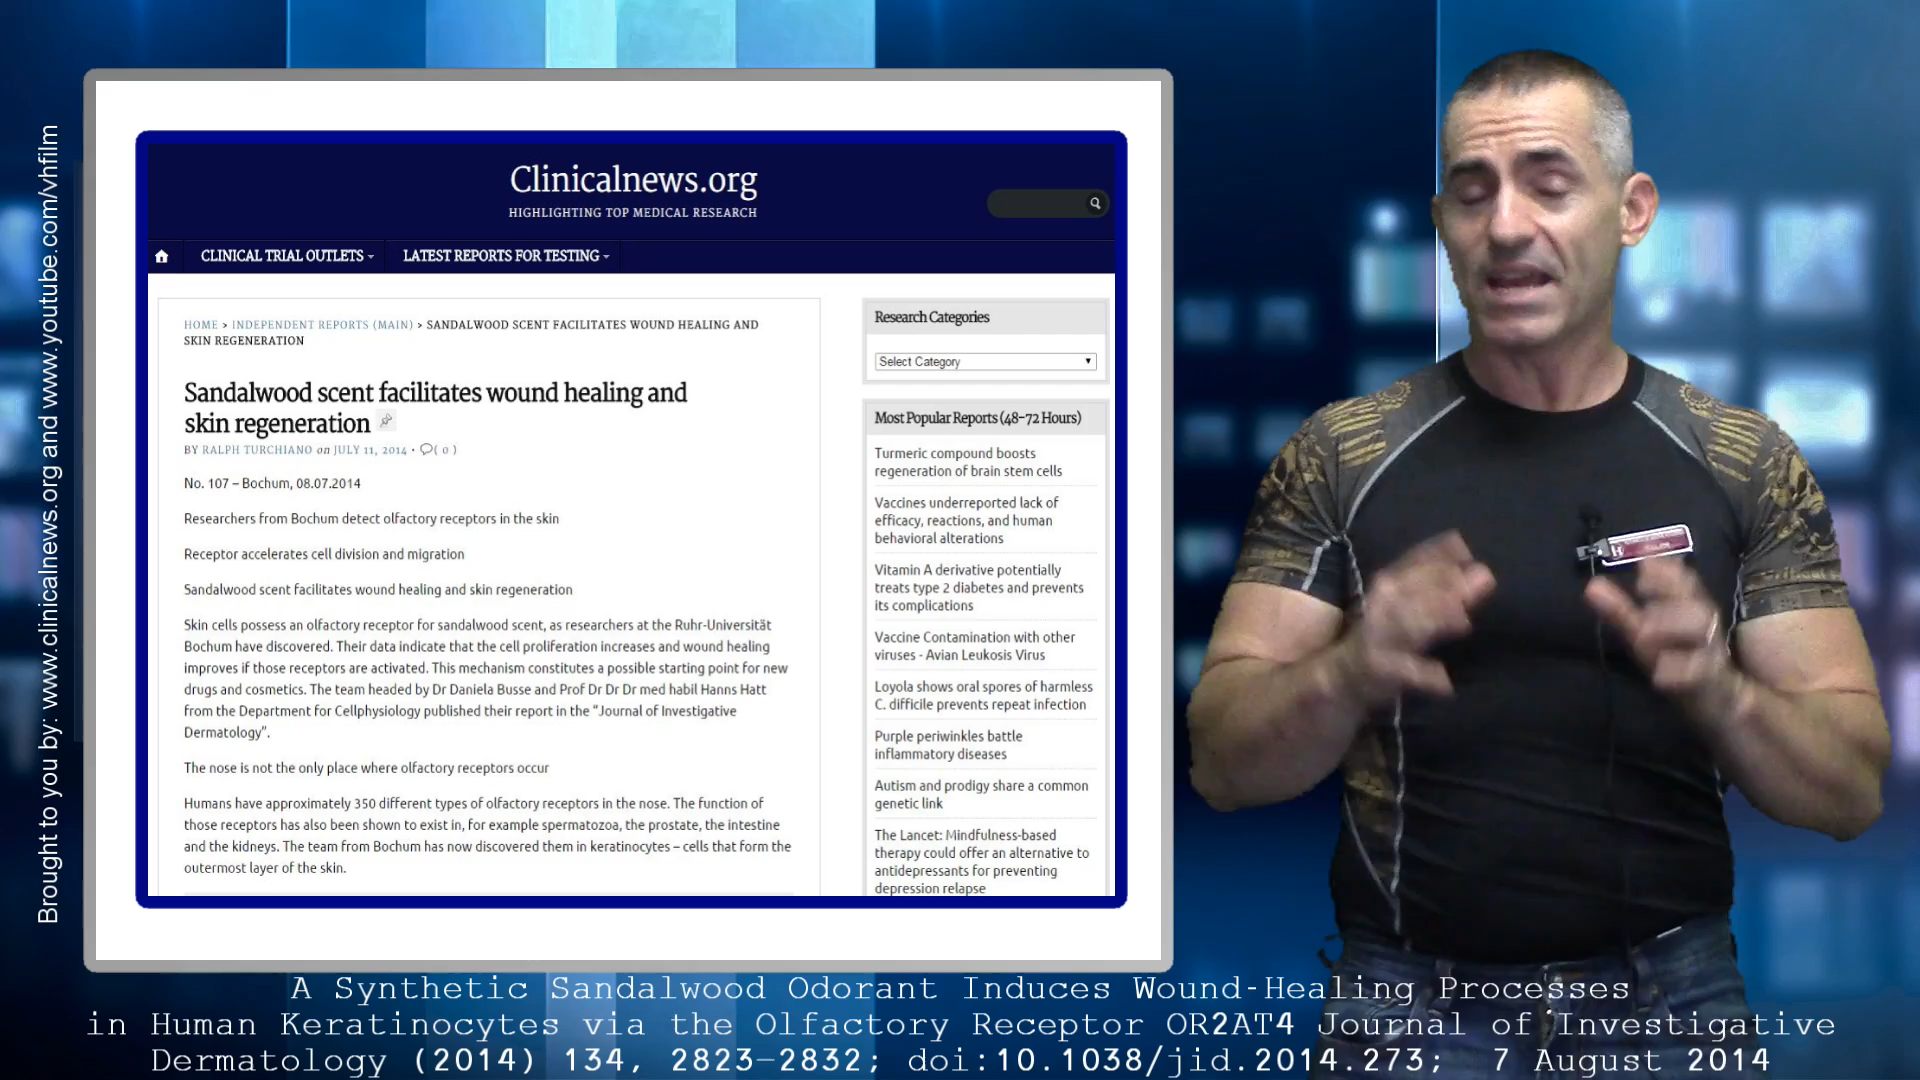 Brought to you by: www.clinicalnews.org and www.youtube.com/vhfilm
Clinicalnews.org
HIGHLIGHTING TOP MEDICAL RESEARCH
CLINICAL TRIAL OUTLETS
LATEST REPORTS FOR TESTING
HOME > INDEPENDENT REPORTS (MAIN) > SANDALWOOD SCENT FACILITATES WOUND HEALING AND
SKIN REGENERATION
Sandalwood scent facilitates wound healing and
skin regeneration
BY RALPH TURCHIANO on JULY 11, 2014 • ( 0 )
No. 107 – Bochum, 08.07.2014
Researchers from Bochum detect olfactory receptors in the skin
Receptor accelerates cell division and migration
Sandalwood scent facilitates wound healing and skin regeneration
Skin cells possess an olfactory receptor for sandalwood scent, as researchers at the Ruhr-Universität
Bochum have discovered. Their data indicate that the cell proliferation increases and wound healing
improves if those receptors are activated. This mechanism constitutes a possible starting point for new
drugs and cosmetics. The team headed by Dr Daniela Busse and Prof Dr Dr Dr med habil Hanns Hatt
from the Department for Cellphysiology published their report in the “Journal of Investigative
Dermatology”.
The nose is not the only place where olfactory receptors occur
Humans have approximately 350 different types of olfactory receptors in the nose. The function of
those receptors has also been shown to exist in, for example spermatozoa, the prostate, the intestine
and the kidneys. The team from Bochum has now discovered them in keratinocytes – cells that form the
outermost layer of the skin.
Research Categories
Select Category
Most Popular Reports (48-72 Hours)
Turmeric compound boosts
regeneration of brain stem cells
Vaccines underreported lack of
efficacy, reactions, and human
behavioral alterations
Vitamin A derivative potentially
treats type 2 diabetes and prevents
its complications
Vaccine Contamination with other
viruses - Avian Leukosis Virus
Loyola shows oral spores of harmless
C. difficile prevents repeat infection
Purple periwinkles battle
inflammatory diseases
Autism and prodigy share a common
genetic link
The Lancet: Mindfulness-based
therapy could offer an alternative to
antidepressants for preventing
depression relapse
A Synthetic Sandalwood Odorant Induces Wound-Healing Processes
in Human Keratinocytes via the Olfactory Receptor OR2AT4 Journal of Investigative
Dermatology (2014) 134, 2823–2832; doi:10.1038/jid.2014.273; 7 August 2014